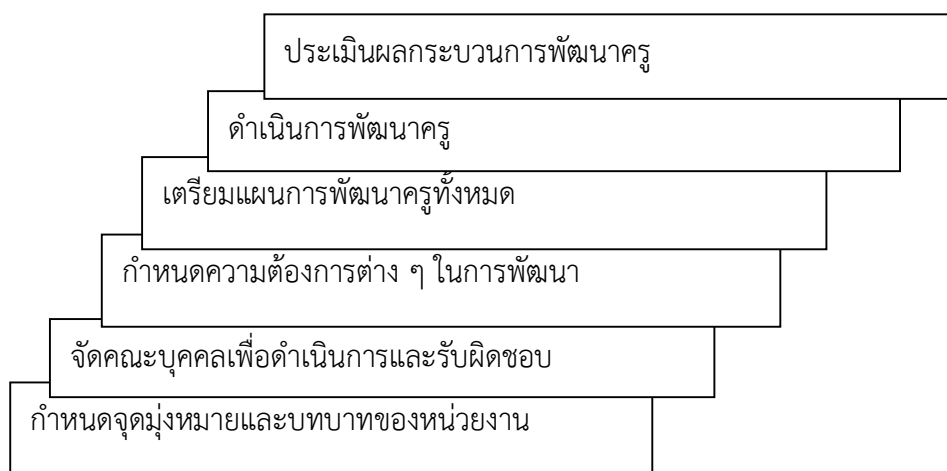 ประเมินผลกระบวนการพัฒนาครู
ดำเนินการพัฒนาครู
เตรียมแผนการพัฒนาครูทั้งหมด
กำหนดความต้องการต่าง ๆ ในการพัฒนา
จัดคณะบุคคลเพื่อดำเนินการและรับผิดชอบ
กำหนดจุดมุ่งหมายและบทบาทของหน่วยงาน